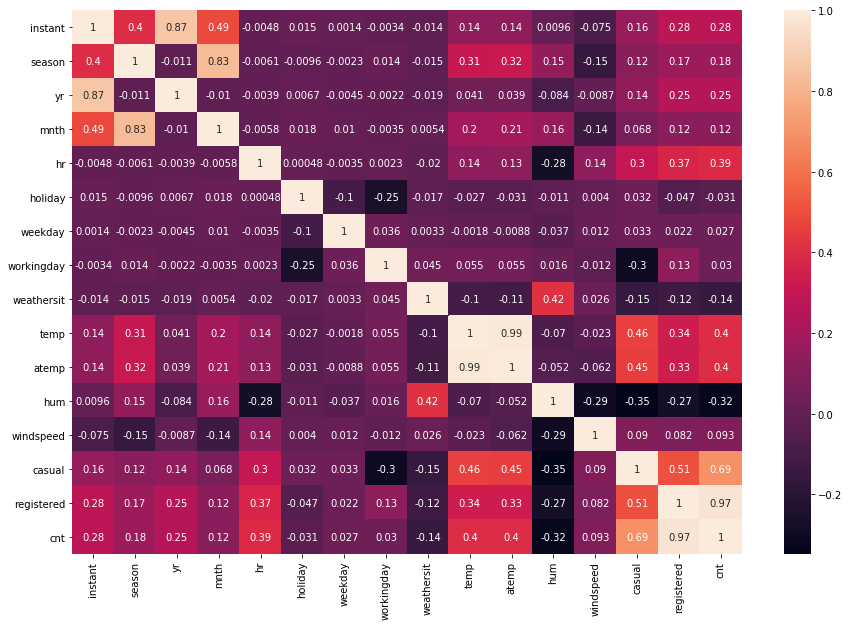 instant 1 0.4 0.87 0.49 -0.0048 0.015 0.0014 -0.0034 -0.014 0.14 0.14 0.0096 -0.075 0.16 0.28 0.28
season 0.4 1 -0.011 0.83 -0.0061 -0.0096 -0.0023 0.014 -0.015 0.31 0.32 0.15 -0.15 0.12 0.17 0.18
yr 0.87 -0.011 1 -0.01 -0.0039 0.0067 -0.0045 -0.0022 -0.019 0.041 0.039 -0.084 -0.0087 0.14 0.25 0.25
mnth 0.49 0.83 -0.01 1 -0.0058 0.018 0.01 -0.0035 0.0054 0.2 0.21 0.16 -0.14 0.068 0.12 0.12
hr -0.0048 -0.0061 -0.0039 -0.0058 1 0.00048 -0.0035 0.0023 -0.02 0.14 0.13 -0.28 0.14 0.3 0.37 0.39
holiday 0.015 -0.0096 0.0067 0.018 0.00048 1 -0.1 -0.25 -0.017 -0.027 -0.031 -0.011 0.004 0.032 -0.047 -0.031
weekday 0.0014 -0.0023 -0.0045 0.01 -0.0035 -0.1 1 0.036 0.0033 -0.0018 -0.0088 -0.037 0.012 0.033 0.022 0.027
workingday -0.0034 0.014 -0.0022 -0.0035 0.0023 -0.25 0.036 1 0.045 0.055 0.055 0.016 -0.012 -0.3 0.13 0.03
weathersit -0.014 -0.015 -0.019 0.0054 -0.02 -0.017 0.0033 0.045 1 -0.1 -0.11 0.42 0.026 -0.15 -0.12 -0.14
temp 0.14 0.31 0.041 0.2 0.14 -0.027 -0.0018 0.055 -0.1 1 0.99 -0.07 -0.023 0.46 0.34 0.4
atemp 0.14 0.32 0.039 0.21 0.13 -0.031 -0.0088 0.055 -0.11 0.99 1 -0.052 -0.062 0.45 0.33 0.4
hum 0.0096 0.15 -0.084 0.16 -0.28 -0.011 -0.037 0.016 0.42 -0.07 -0.052 1 -0.29 -0.35 -0.27 -0.32
windspeed -0.075 -0.15 -0.0087 -0.14 0.14 0.004 0.012 -0.012 0.026 -0.023 -0.062 -0.29 1 0.09 0.082 0.093
casual 0.16 0.12 0.14 0.068 0.3 0.032 0.033 -0.3 -0.15 0.46 0.45 -0.35 0.09 1 0.51 0.69
registered 0.28 0.17 0.25 0.12 0.37 -0.047 0.022 0.13 -0.12 0.34 0.33 -0.27 0.082 0.51 1 0.97
cnt 0.28 0.18 0.25 0.12 0.39 -0.031 0.027 0.03 -0.14 0.4 0.4 -0.32 0.093 0.69 0.97 1
instant season yr mnth hr holiday weekday workingday weathersit temp atemp hum windspeed casual registered cnt
1.0
0.8
0.6
0.4
0.2
0.0
−0.2